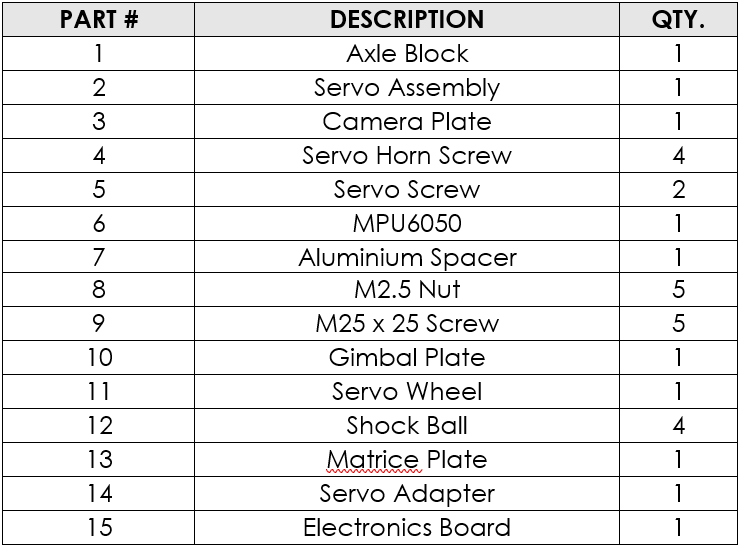 PART # DESCRIPTION QTY.
1 Axle Block 1
2 Servo Assembly 1
3 Camera Plate 1
4 Servo Horn Screw 4
5 Servo Screw 2
6 MPU6050 1
7 Aluminium Spacer 1
8 M2.5 Nut 5
9 M25 x 25 Screw 5
10 Gimbal Plate 1
11 Servo Wheel 1
12 Shock Ball 4
13 Matrice Plate 1
14 Servo Adapter 1
15 Electronics Board 1